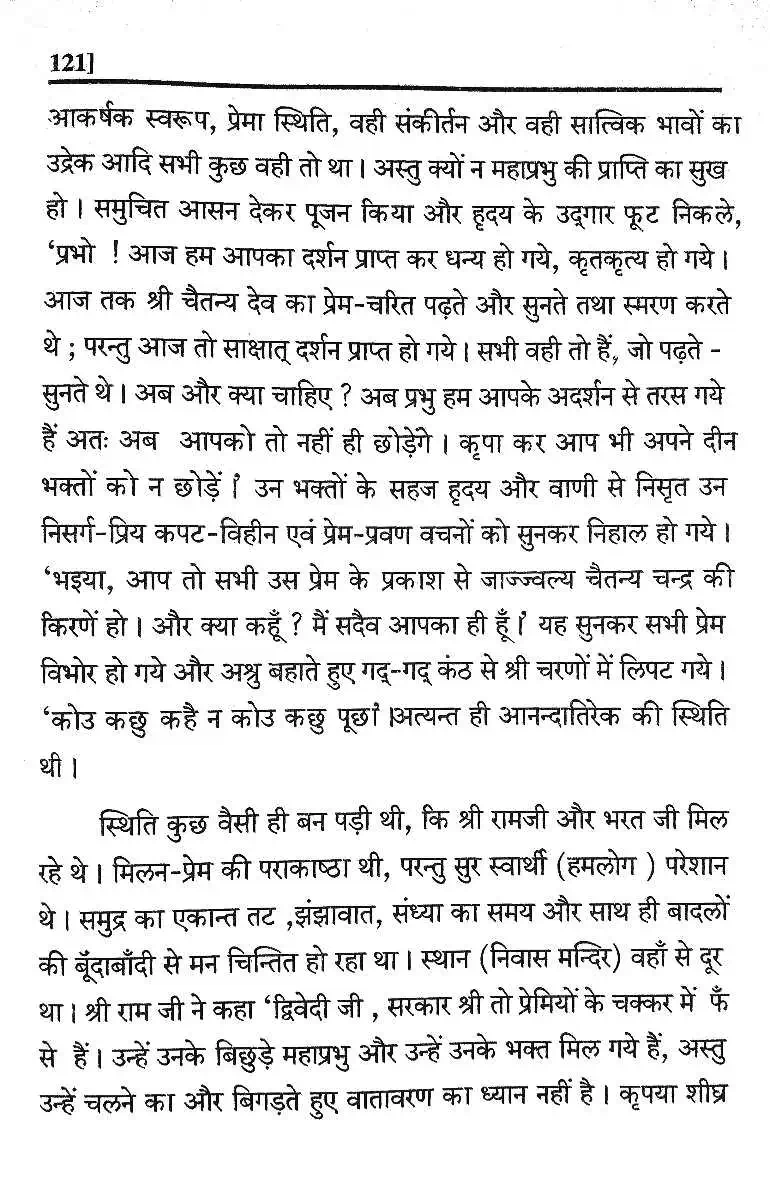 121]
आकर्षक स्वरूप, प्रेमा स्थिति, वही संकीर्तन और वही सात्विक भावों का
उद्रेक आदि सभी कुछ वही तो था । अस्तु क्यों न महाप्रभु की प्राप्ति का सुख
हो । समुचित आसन देकर पूजन किया और हृदय के उद्‌गार फूट निकले,
‘प्रभो ! आज हम आपका दर्शन प्राप्त कर धन्य हो गये, कृतकृत्य हो गये ।
आज तक श्री चैतन्य देव का प्रेम-चरित पढ़ते और सुनते तथा स्मरण करते
थे ; परन्तु आज तो साक्षात् दर्शन प्राप्त हो गये । सभी वही तो हैं, जो पढ़ते -
सुनते थे । अब और क्या चाहिए ? अब प्रभु हम आपके अदर्शन से तरस गये
हैं अतः अब आपको तो नहीं ही छोड़ेंगे । कृपा कर आप भी अपने दीन
भक्तों को न छोड़ें ।’ उन भक्तों के सहज हृदय और वाणी से निसृत उन
निसर्ग-प्रिय कपट-विहीन एवं प्रेम-प्रवण वचनों को सुनकर निहाल हो गये ।
‘भइया, आप तो सभी उस प्रेम के प्रकाश से जाज्ज्वल्य चैतन्य चन्द्र की
किरणें हो । और क्या कहूँ ? मैं सदैव आपका ही हूँ ।’ यह सुनकर सभी प्रेम
विभोर हो गये और अश्रु बहाते हुए गद्-गद् कंठ से श्री चरणों में लिपट गये ।
‘कोउ कछु कहै न कोउ कछु पूछा’ ।अत्यन्त ही आनन्दातिरेक की स्थिति
थी ।
स्थिति कुछ वैसी ही बन पड़ी थी, कि श्री रामजी और भरत जी मिल
रहे थे । मिलन-प्रेम की पराकाष्ठा थी, परन्तु सुर स्वार्थी (हमलोग ) परेशान
थे । समुद्र का एकान्त तट ,झंझावात, संध्या का समय और साथ ही बादलों
की बूँदाबाँदी से मन चिन्तित हो रहा था । स्थान (निवास मन्दिर) वहाँ से दूर
था । श्री राम जी ने कहा ‘द्विवेदी जी , सरकार श्री तो प्रेमियों के चक्कर में फँ
से हैं । उन्हें उनके बिछुड़े महाप्रभु और उन्हें उनके भक्त मिल गये हैं, अस्तु
उन्हें चलने का और बिगड़ते हुए वातावरण का ध्यान नहीं है । कृपया शीघ्र